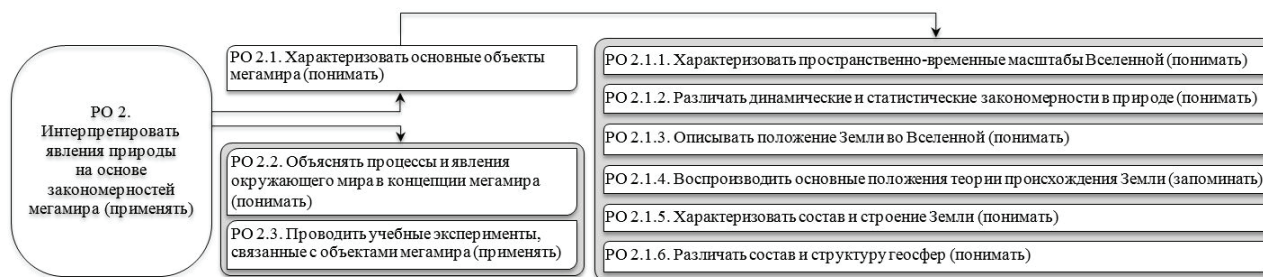 РО 2.
Интерпретировать
явления природы
на основе
закономерностей
мегамира (применять)
РО 2.1. Характеризовать основные объекты
мегамира (понимать)
РО 2.2. Объяснять процессы и явления
окружающего мира в концепции мегамира
(понимать)
РО 2.3. Проводить учебные эксперименты,
связанные с объектами мегамира (применять)
РО 2.1.1. Характеризовать пространственно-временные масштабы Вселенной (понимать)
РО 2.1.2. Различать динамические и статистические закономерности в природе (понимать)
РО 2.1.3. Описывать положение Земли во Вселенной (понимать)
РО 2.1.4. Воспроизводить основные положения теории происхождения Земли (запоминать)
РО 2.1.5. Характеризовать состав и строение Земли (понимать)
РО 2.1.6. Различать состав и структуру геосфер (понимать)